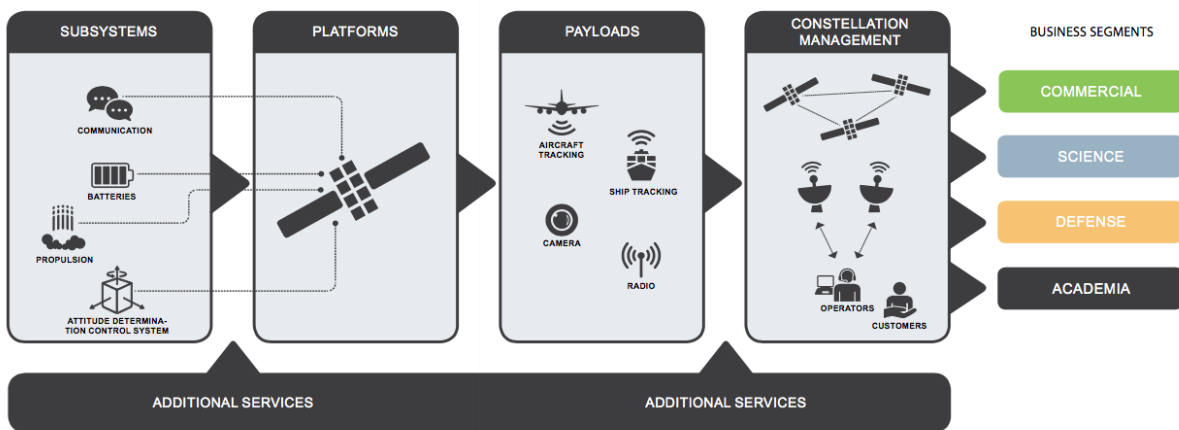 SUBSYSTEMS
COMMUNICATION
BATTERIES
PROPULSION
ATTITUDE DETERMINA-
TION CONTROL SYSTEM
PLATFORMS
PAYLOADS
AIRCRAFT
TRACKING
SHIP TRACKING
CAMERA
RADIO
CONSTELLATION
MANAGEMENT
OPERATORS
CUSTOMERS
BUSINESS SEGMENTS
COMMERCIAL
SCIENCE
DEFENSE
ACADEMIA
ADDITIONAL SERVICES
ADDITIONAL SERVICES